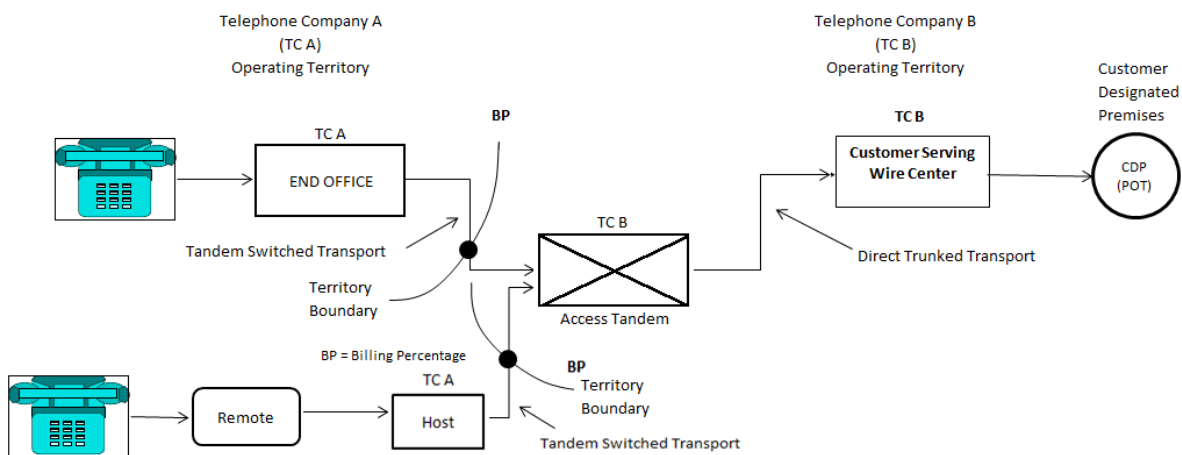 Telephone Company A
(TC A)
Operating Territory
Telephone Company B
(TC B)
Operating Territory
Customer
Designated
Premises
BP
TC B
TC A
END OFFICE
Customer Serving
Wire Center
CDP
(POT)
TC B
Tandem Switched Transport
Direct Trunked Transport
Territory
Boundary
Access Tandem
BP = Billing Percentage
BP
TC A
Territory
Boundary
Remote
Host
Tandem Switched Transport